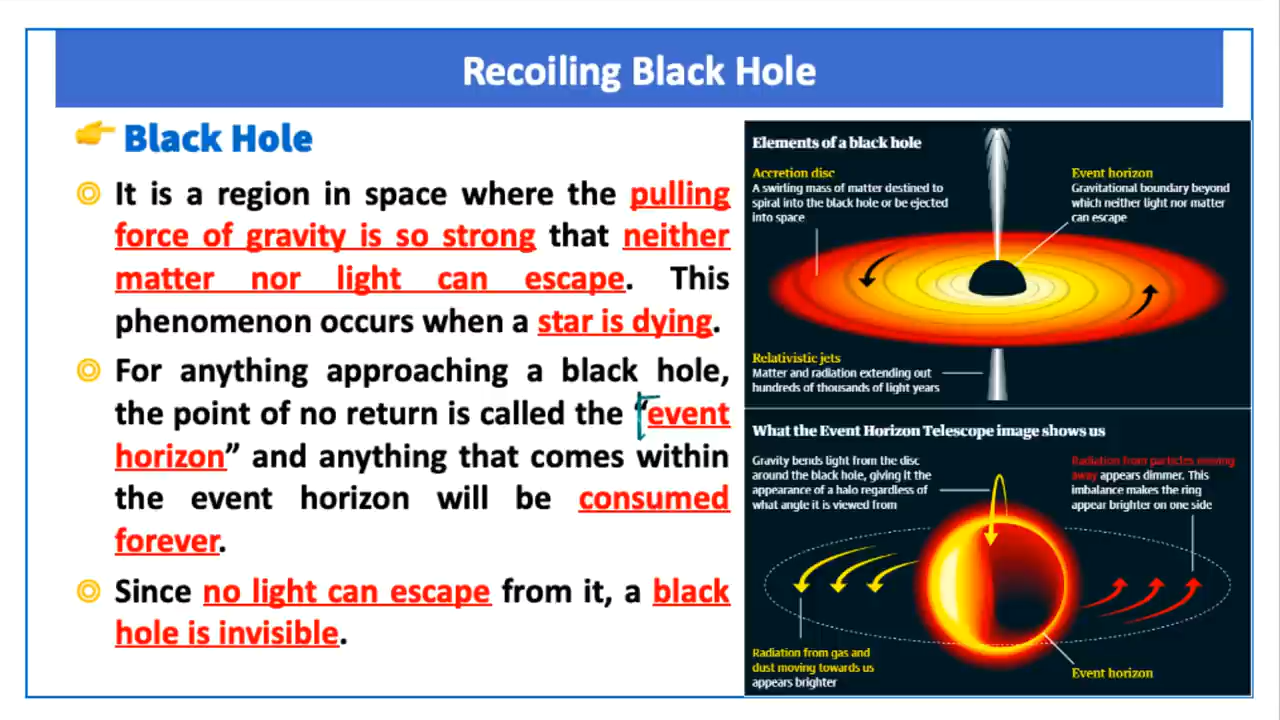 Recoiling Black Hole
Black Hole
It is a region in space where the pulling
force of gravity is so strong that neither
matter nor light can escape. This
phenomenon occurs when a star is dying.
For anything approaching a black hole,
the point of no return is called the “event
horizon” and anything that comes within
the event horizon will be consumed
forever.
Since no light can escape from it, a black
hole is invisible.
Elements of a black hole
Accretion disc
A swirling mass of matter destined to
spiral into the black hole or be ejected
into space
Event horizon
Gravitational boundary beyond
which neither light nor matter
can escape
Relativistic jets
Matter and radiation extending out
hundreds of thousands of light years
What the Event Horizon Telescope image shows us
Gravity bends light from the disc
around the black hole, giving it the
appearance of a halo regardless of
what angle it is viewed from
Radiation from particles moving
away appears dimmer. This
imbalance makes the ring
appear brighter on one side
Radiation from gas and
dust moving towards us
appears brighter
Event horizon